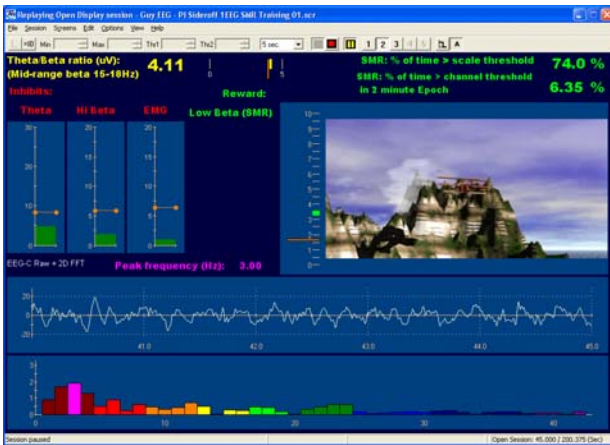 Replaying Open Display session - Guy EEG - PI Sideroff 1EEG SMR Training 01.scr
File Session Screens Edit Options View Help
Min Max Thr1 Thr2 5 sec. 1 2 3 4 5 A
Theta/Beta ratio (uV): 4.11
(Mid-range beta 15-18Hz)
0 5
SMR: % of time > scale threshold 74.0 %
SMR: % of time > channel threshold
in 2 minute Epoch 6.35 %
Inhibits:
Reward:
Theta Hi Beta EMG
Low Beta (SMR)
30 20 20
20 15 15
10 10 10
5 5
0 0 0
10
9
8
7
6
5
4
3
2
1
0
EEG-C Raw + 2D FFT
Peak frequency (Hz): 3.00
20
0
-20
41.0 42.0 43.0 44.0 45.0
3
2
1
0
0 10 20 30 40
Session paused
Open Session: 45.000 / 200.375 (Sec)